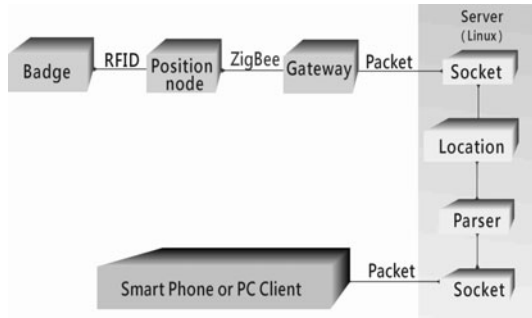 Server
(Linux)
RFID
ZigBee
Packet
Badge
Position
node
Gateway
Socket
Location
Parser
Packet
Smart Phone or PC Client
Socket